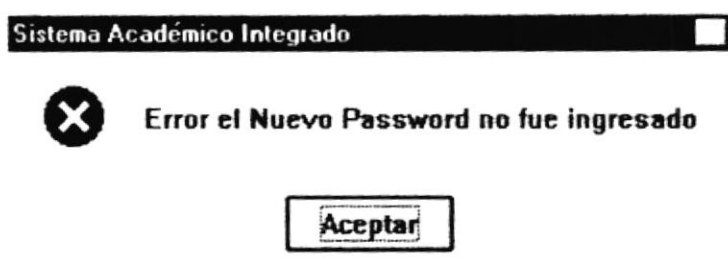 Sistema Académico Integrado
Error el Nuevo Password no fue ingresado
Aceptar